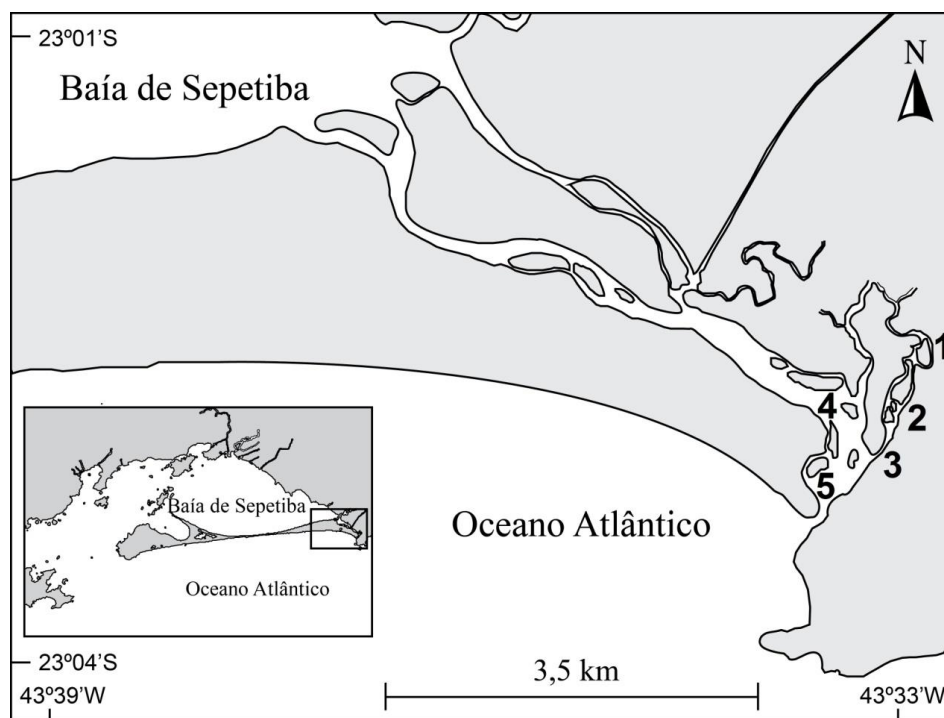 23º01'S
Baía de Sepetiba
N
1
4
2
3
5
Oceano Atlântico
Baía de Sepetiba
Oceano Atlântico
3,5 km
23º04'S
43º39'W
43º33'W